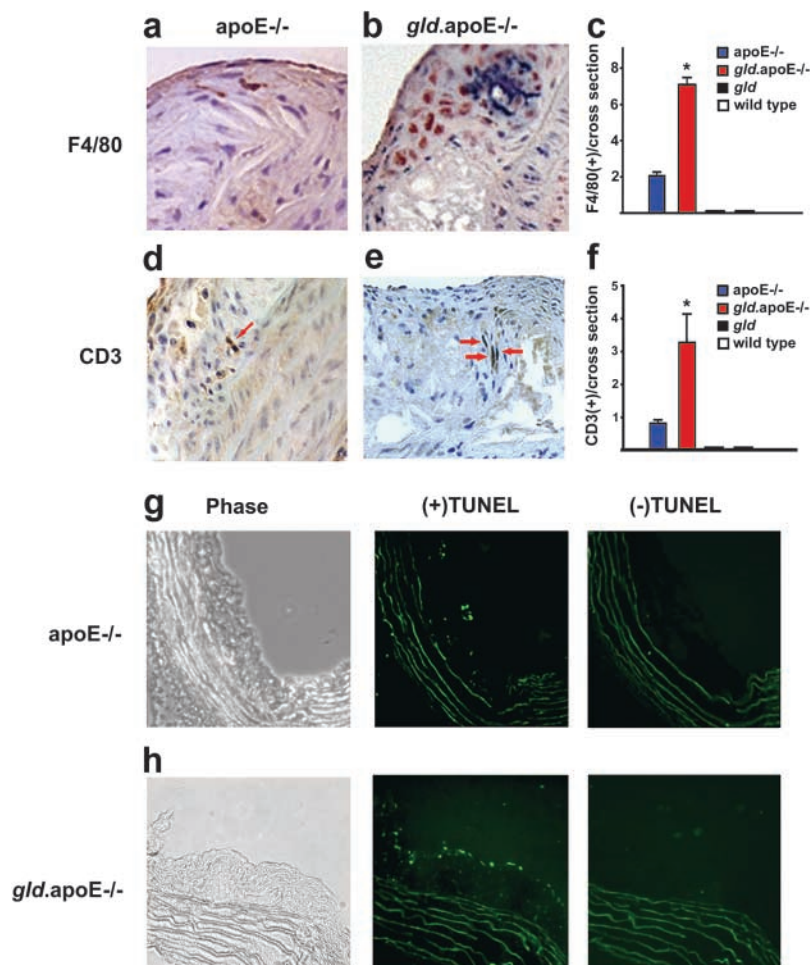 a apoE-/-
b gld.apoE-/-
c
F4/80
F4/80(+)/cross section
8
6
4
2
*
apoE-/-
gld.apoE-/-
gld
wild type
d
e
f
CD3
CD3(+)/cross section
5
4
3
2
1
*
apoE-/-
gld.apoE-/-
gld
wild type
g Phase (+)TUNEL (-)TUNEL
apoE-/-
h
gld.apoE-/-